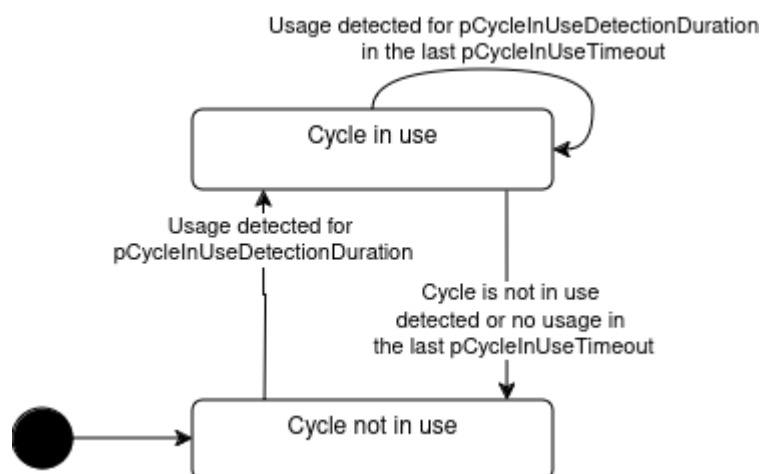 Usage detected for pCycleInUseDetectionDuration
in the last pCycleInUseTimeout
Cycle in use
Usage detected for
pCycleInUseDetectionDuration
Cycle is not in use
detected or no usage in
the last pCycleInUseTimeout
Cycle not in use